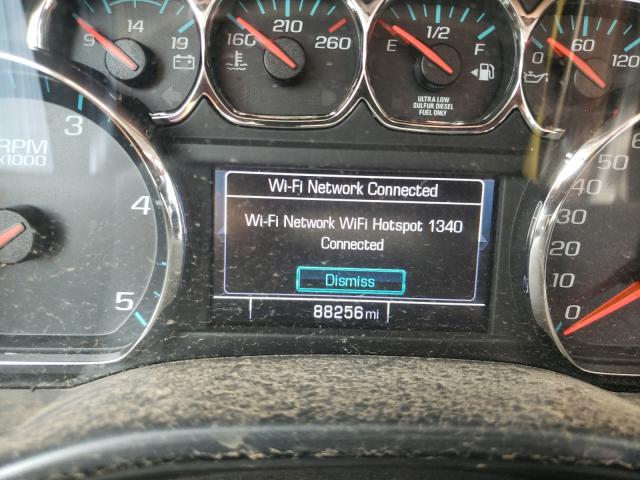 9 14 19
160 210 260
E 1/2 F
ULTRA LOW
SULFUR DIESEL
FUEL ONLY
0 60 120
RPM
x1000
3
4
5
Wi-Fi Network Connected
Wi-Fi Network WiFi Hotspot 1340
Connected
Dismiss
88256 mi
50
40
30
20
10
0